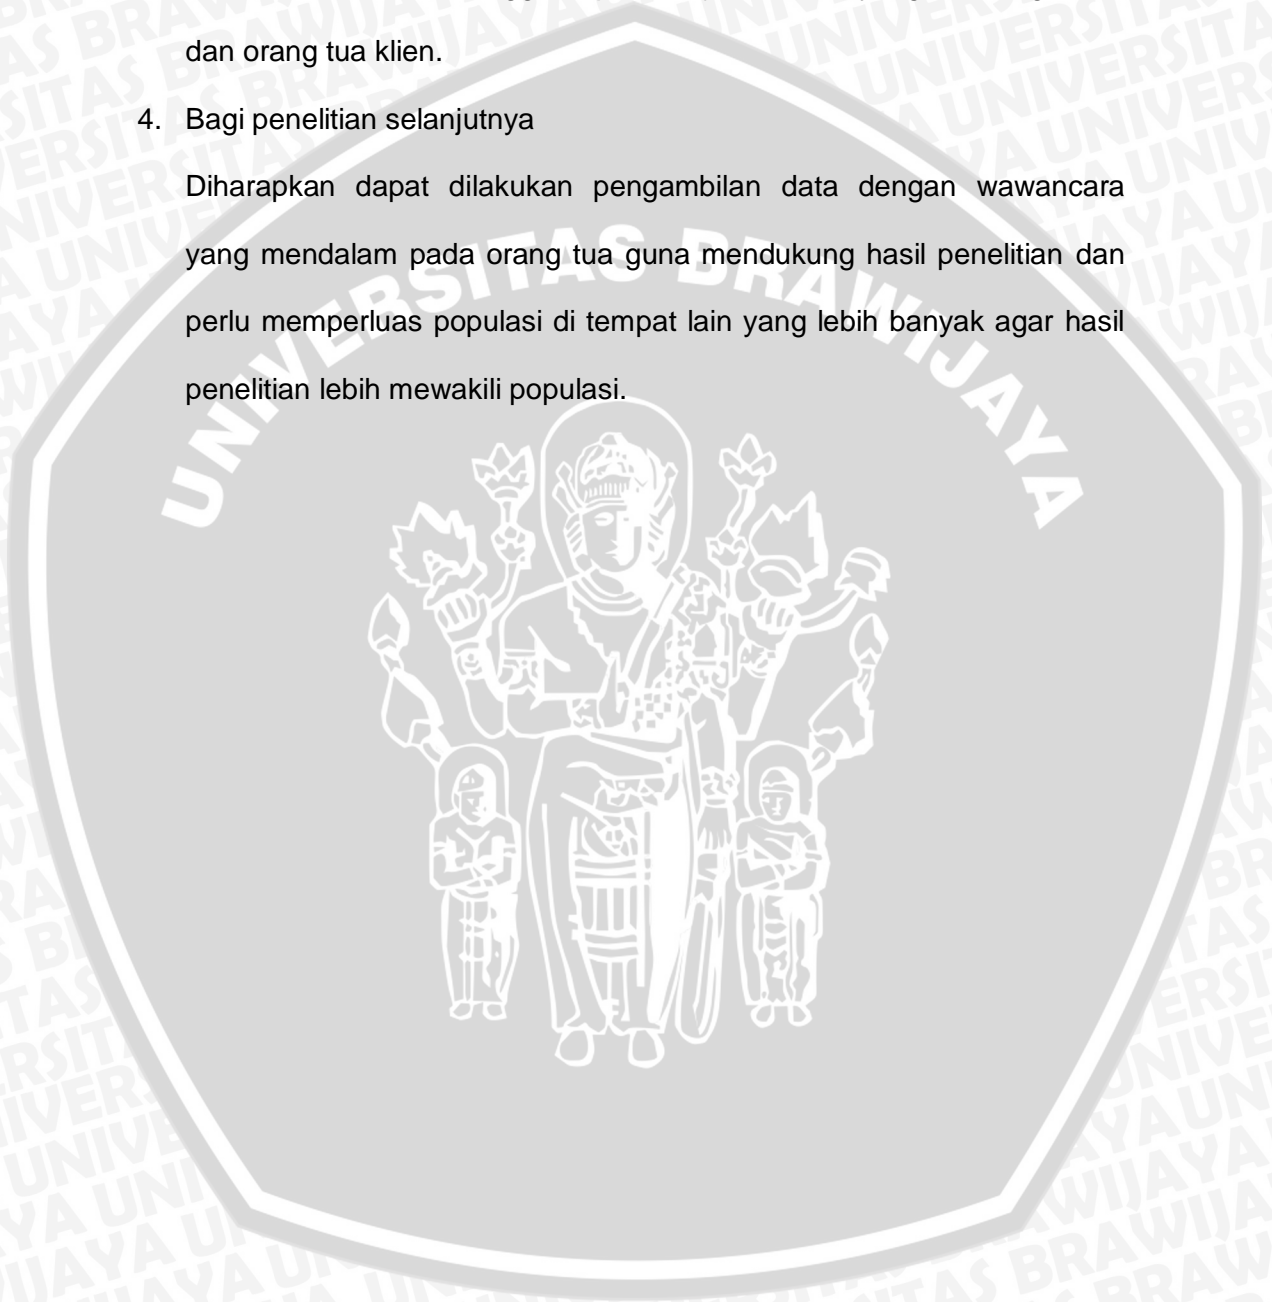 dan orang tua klien.
4. Bagi penelitian selanjutnya
Diharapkan dapat dilakukan pengambilan data dengan wawancara
yang mendalam pada orang tua guna mendukung hasil penelitian dan
perlu memperluas populasi di tempat lain yang lebih banyak agar hasil
penelitian lebih mewakili populasi.
UNIVERSITAS BRAWIJAYA